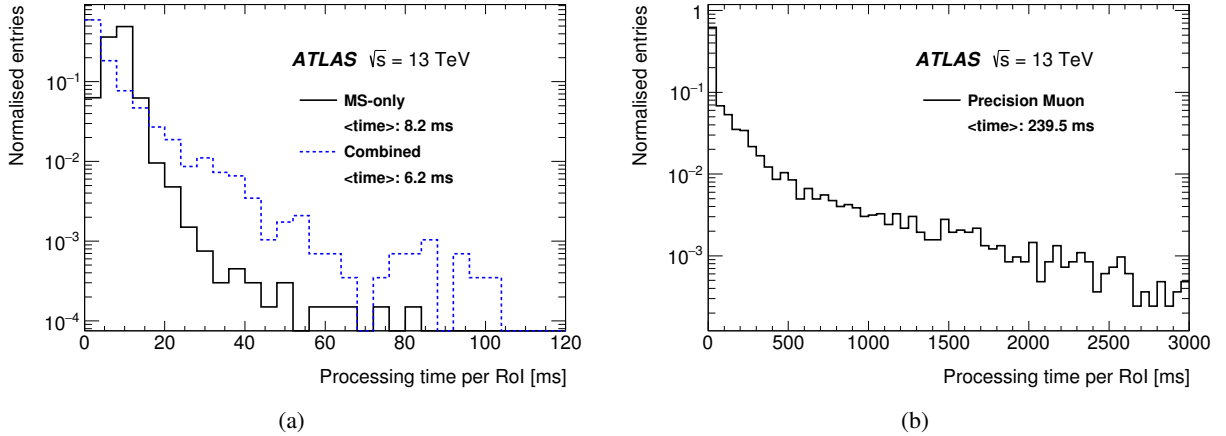 Normalised entries
10⁻¹
10⁻²
10⁻³
10⁻⁴
ATLAS √s = 13 TeV
MS-only
<time>: 8.2 ms
Combined
<time>: 6.2 ms
0 20 40 60 80 100 120
Processing time per RoI [ms]
(a)
Normalised entries
1
10⁻¹
10⁻²
10⁻³
ATLAS √s = 13 TeV
Precision Muon
<time>: 239.5 ms
0 500 1000 1500 2000 2500 3000
Processing time per RoI [ms]
(b)